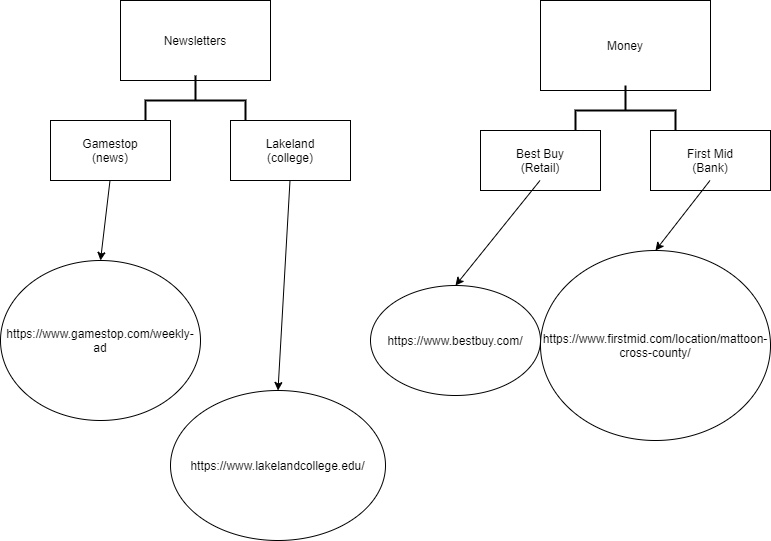 Newsletters
Money
Gamestop
(news)
Lakeland
(college)
Best Buy
(Retail)
First Mid
(Bank)
https://www.gamestop.com/weekly-
ad
https://www.bestbuy.com/
https://www.firstmid.com/location/mattoon-
cross-county/
https://www.lakelandcollege.edu/